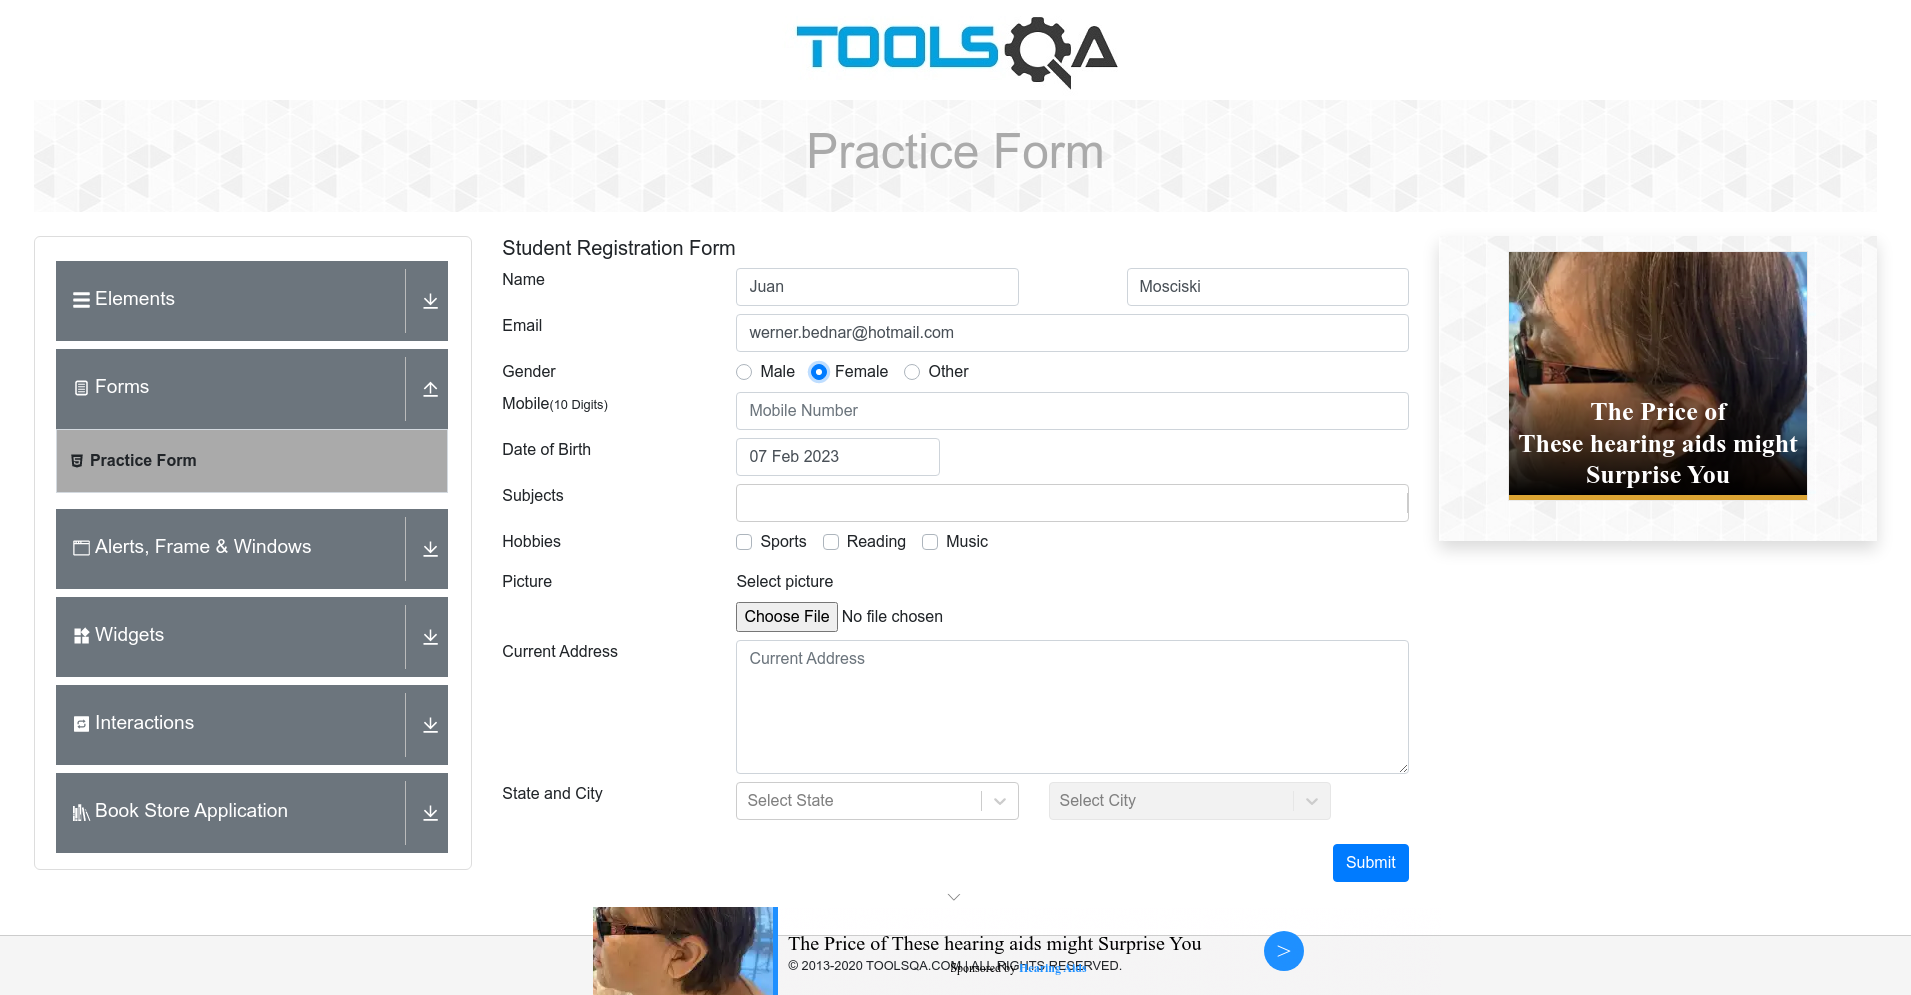 TOOLSQA
Practice Form
Elements
Forms
Practice Form
Alerts, Frame & Windows
Widgets
Interactions
Book Store Application
Student Registration Form
Name Juan Mosciski
Email werner.bednar@hotmail.com
Gender Male Female Other
Mobile(10 Digits) Mobile Number
Date of Birth 07 Feb 2023
Subjects
Hobbies Sports Reading Music
Picture Select picture
Choose File No file chosen
Current Address Current Address
State and City Select State Select City
Submit
The Price of
These hearing aids might
Surprise You
The Price of These hearing aids might Surprise You
© 2013-2020 TOOLSQA.COM | ALL RIGHTS RESERVED.
Sponsored by Hearing Aids
>